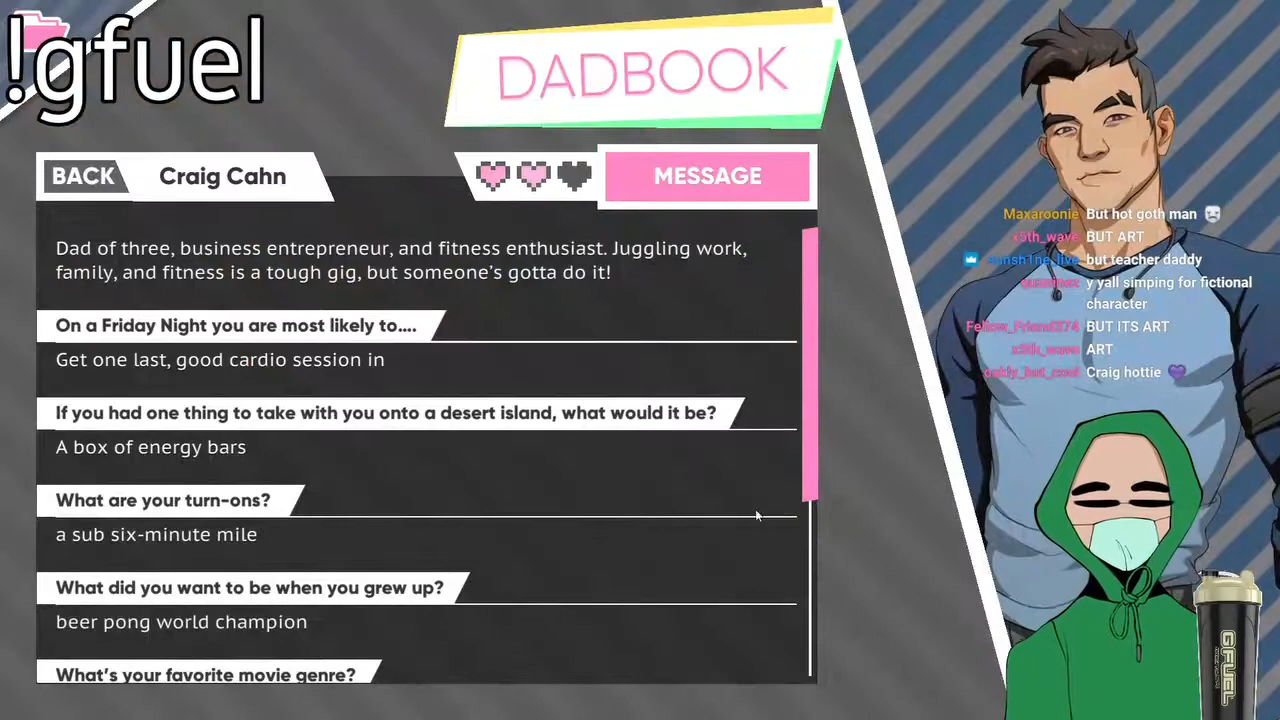 !gfuel
DADBOOK
BACK
Craig Cahn
MESSAGE
Dad of three, business entreprenaur, and fitness enthusiast. Juggling work,
family, and fitness is a tough gig, but someone's gotta do it!
On a Friday Night you are most likely to....
Get one last, good cardio session in
If you had one thing to take with you onto a desert island, what would it be?
A box of energy bars
What are your turn-ons?
a sub six-minute mile
What did you want to be when you grew up?
beer pong world champion
What's your favorite movie genre?
Maxaroonie But hot goth man
x5th_wave BUT ART
but teacher daddy
y yall simping for fictional
character
BUT ITS ART
x5th_wave ART
Craig hottie
GFUEL